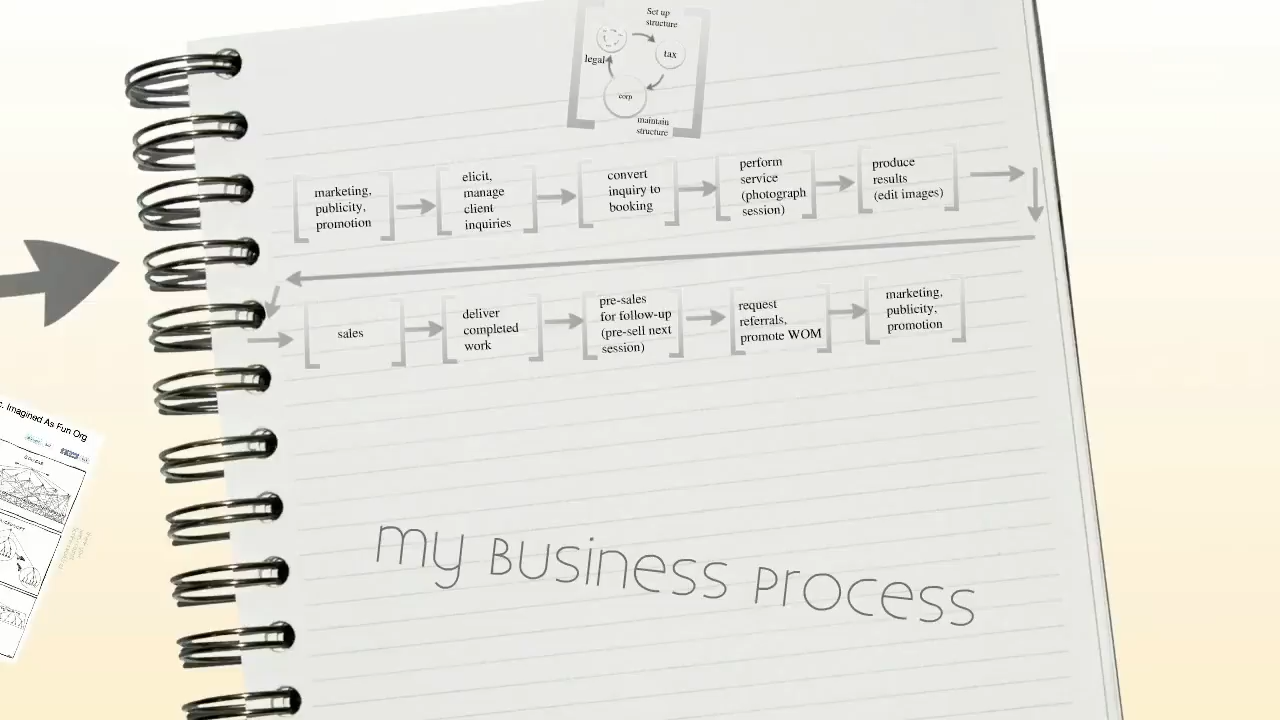 Set up
structure
legal
tax
corp
maintain
structure
marketing,
publicity,
promotion
elicit,
manage
client
inquiries
convert
inquiry to
booking
perform
service
(photograph
session)
produce
results
(edit images)
sales
deliver
completed
work
pre-sales
for follow-up
(pre-sell next
session)
request
referrals,
promote WOM
marketing,
publicity,
promotion
c. Imagined As Fun Org
my Business Process